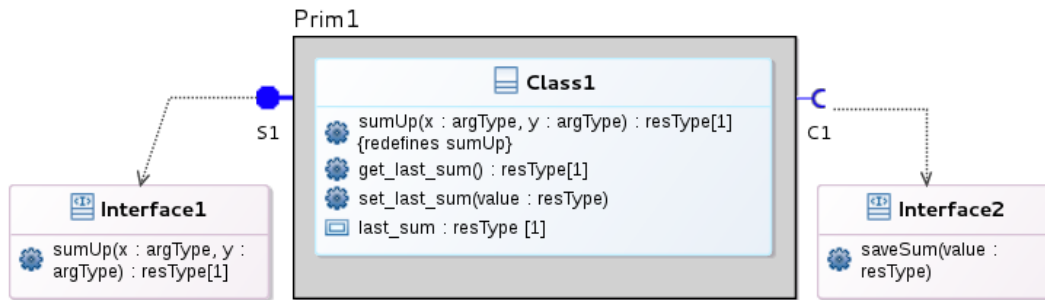 Prim1
Class1
sumUp(x : argType, y : argType) : resType[1]
{redefines sumUp}
get_last_sum() : resType[1]
set_last_sum(value : resType)
last_sum : resType [1]
S1
C1
Interface1
sumUp(x : argType, y :
argType) : resType[1]
Interface2
saveSum(value :
resType)